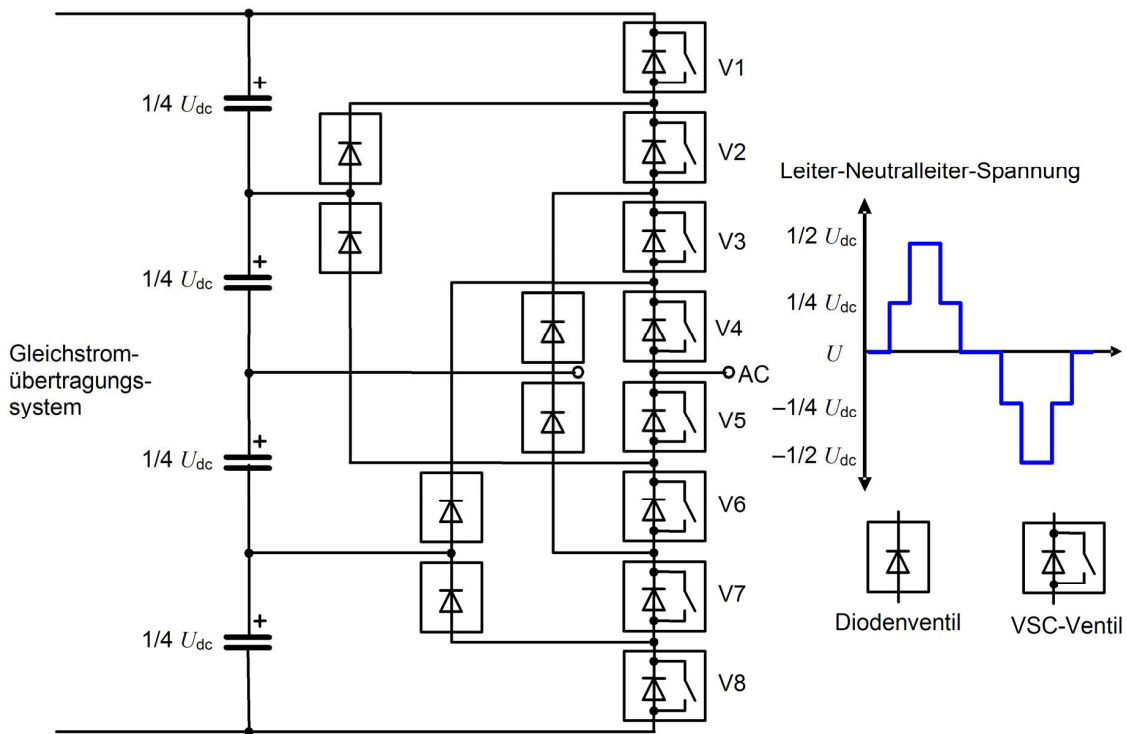 1/4 Udc
+
1/4 Udc
+
1/4 Udc
+
1/4 Udc
+
Gleichstrom-
übertragungs-
system
V1
V2
V3
V4
AC
V5
V6
V7
V8
Leiter-Neutralleiter-Spannung
1/2 Udc
1/4 Udc
U
–1/4 Udc
–1/2 Udc
Diodenventil
VSC-Ventil